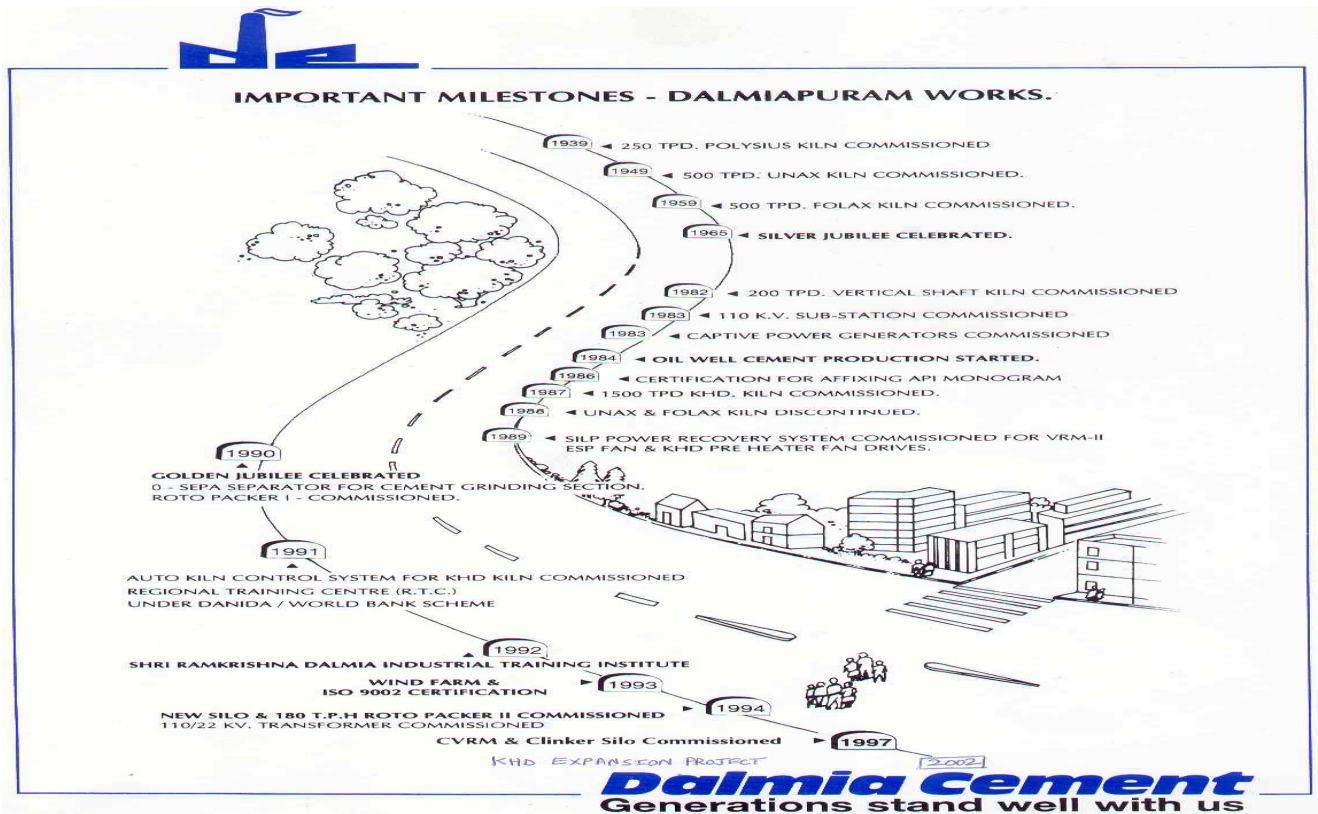 IMPORTANT MILESTONES - DALMIAPURAM WORKS.
1939 ◄ 250 TPD. POLYSIUS KILN COMMISSIONED
1949 ◄ 500 TPD. UNAX KILN COMMISSIONED.
1959 ◄ 500 TPD. FOLAX KILN COMMISSIONED.
1965 ◄ SILVER JUBILEE CELEBRATED.
1982 ◄ 200 TPD. VERTICAL SHAFT KILN COMMISSIONED
1983 ◄ 110 K.V. SUB-STATION COMMISSIONED
1983 ◄ CAPTIVE POWER GENERATORS COMMISSIONED
1984 ◄ OIL WELL CEMENT PRODUCTION STARTED.
1986 ◄ CERTIFICATION FOR AFFIXING API MONOGRAM
1987 ◄ 1500 TPD KHD. KILN COMMISSIONED.
1988 ◄ UNAX & FOLAX KILN DISCONTINUED.
1989 ◄ SILP POWER RECOVERY SYSTEM COMMISSIONED FOR VRM-II
ESP FAN & KHD PRE HEATER FAN DRIVES.
1990
GOLDEN JUBILEE CELEBRATED
0 - SEPA SEPARATOR FOR CEMENT GRINDING SECTION.
ROTO PACKER I - COMMISSIONED.
1991
AUTO KILN CONTROL SYSTEM FOR KHD KILN COMMISSIONED
REGIONAL TRAINING CENTRE (R.T.C.)
UNDER DANIDA / WORLD BANK SCHEME
1992
SHRI RAMKRISHNA DALMIA INDUSTRIAL TRAINING INSTITUTE
WIND FARM & ► 1993
ISO 9002 CERTIFICATION
NEW SILO & 180 T.P.H ROTO PACKER II COMMISSIONED ► 1994
110/22 KV. TRANSFORMER COMMISSIONED
CVRM & Clinker Silo Commissioned ► 1997
KHD EXPANSION PROJECT 2002
Dalmia Cement
Generations stand well with us